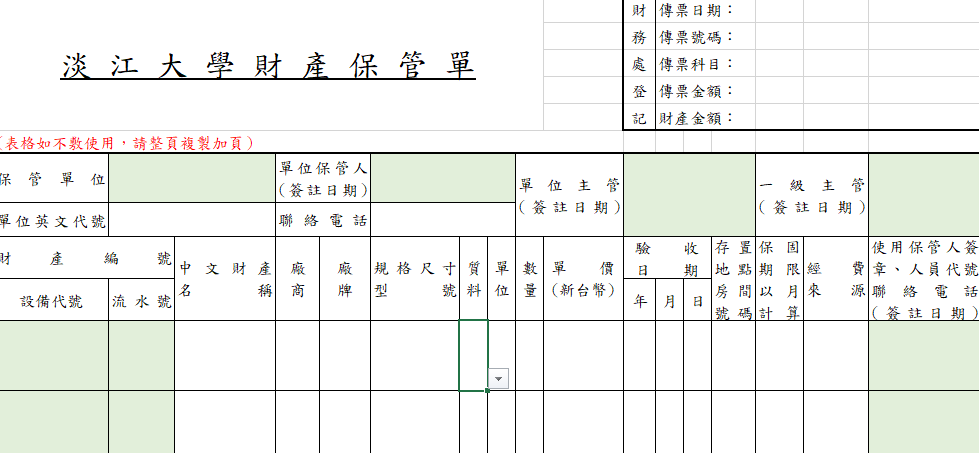 財 傳票日期：
務 傳票號碼：
淡江大學財產保管單
處 傳票科目：
登 傳票金額：
記 財產金額：
(表格如不敷使用，請整頁複製加頁)
保管單位
單位保管人
(簽註日期)
單位主管
(簽註日期)
一級主管
(簽註日期)
單位英文代號
聯絡電話
財產編號
設備代號
流水號
中文財產
名稱
廠
商
廠
牌
規格尺寸
型號
質
料
單
位
數
量
單價
(新台幣)
驗收
日期
年
月
日
存置
地點
房間
號碼
保固
期限
以月
計算
經費
來源
使用保管人簽
章、人員代號
聯絡電話
(簽註日期)